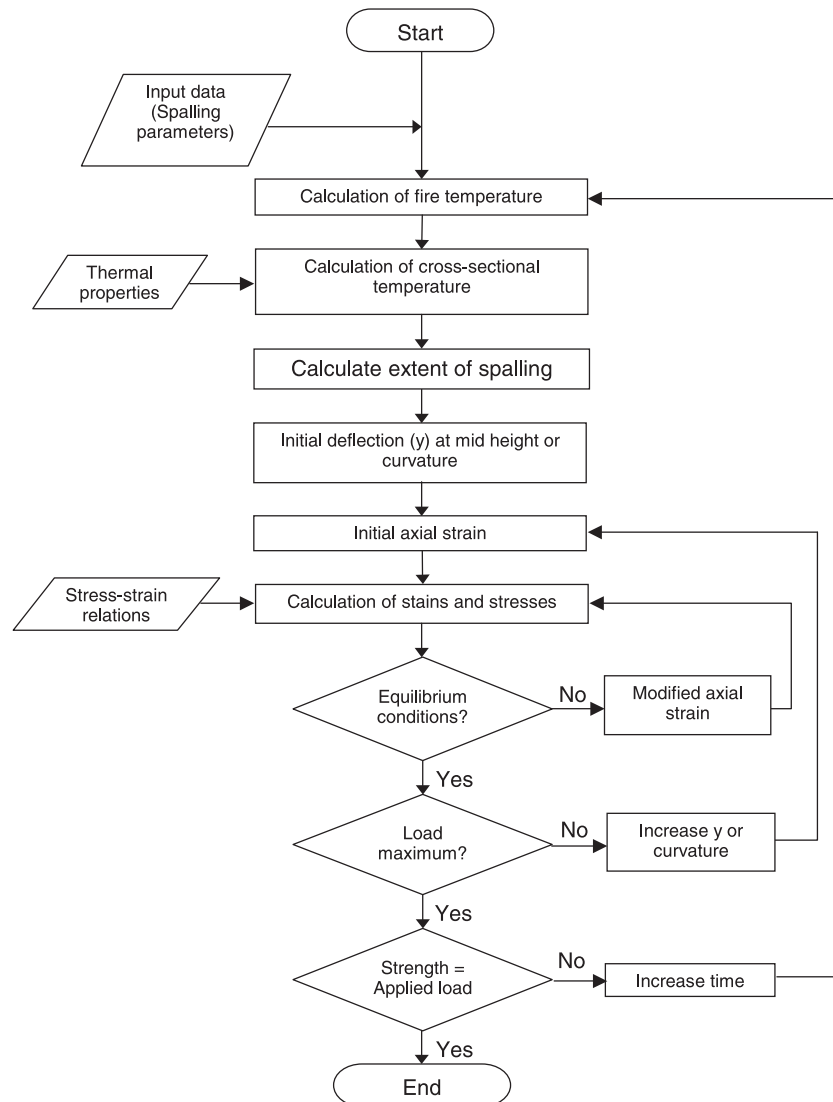 Start
Input data
(Spalling
parameters)
Calculation of fire temperature
Thermal
properties
Calculation of cross-sectional
temperature
Calculate extent of spalling
Initial deflection (y) at mid height or
curvature
Initial axial strain
Stress-strain
relations
Calculation of stains and stresses
Equilibrium
conditions?
No
Modified axial
strain
Yes
Load
maximum?
No
Increase y or
curvature
Yes
Strength =
Applied load
No
Increase time
Yes
End